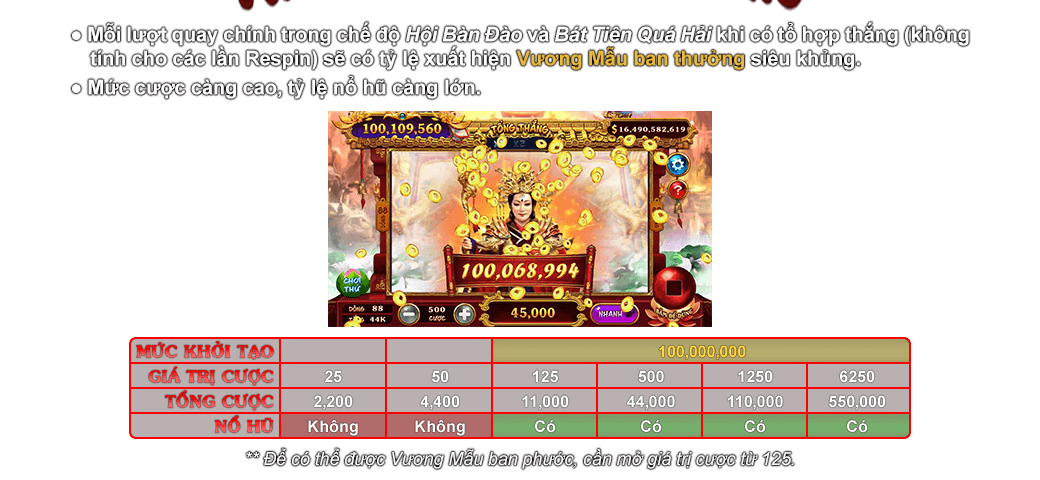 ● Mỗi lượt quay chính trong chế độ Hội Bàn Đào và Bát Tiên Quá Hải khi có tổ hợp thắng (không
tính cho các lần Respin) sẽ có tỷ lệ xuất hiện Vương Mẫu ban thưởng siêu khủng.
● Mức cược càng cao, tỷ lệ nổ hũ càng lớn.
100,109,560 TỔNG THẮNG $16,490,582,619
X2
?
100,068,994
CHƠI THỬ
DÒNG 88 500 45,000 NHANH
44K CƯỢC
MỨC KHỞI TẠO 100,000,000
GIÁ TRỊ CƯỢC 25 50 125 500 1250 6250
TỔNG CƯỢC 2,200 4,400 11,000 44,000 110,000 550,000
NỔ HŨ Không Không Có Có Có Có
** Để có thể được Vương Mẫu ban phước, cần mở giá trị cược từ 125.